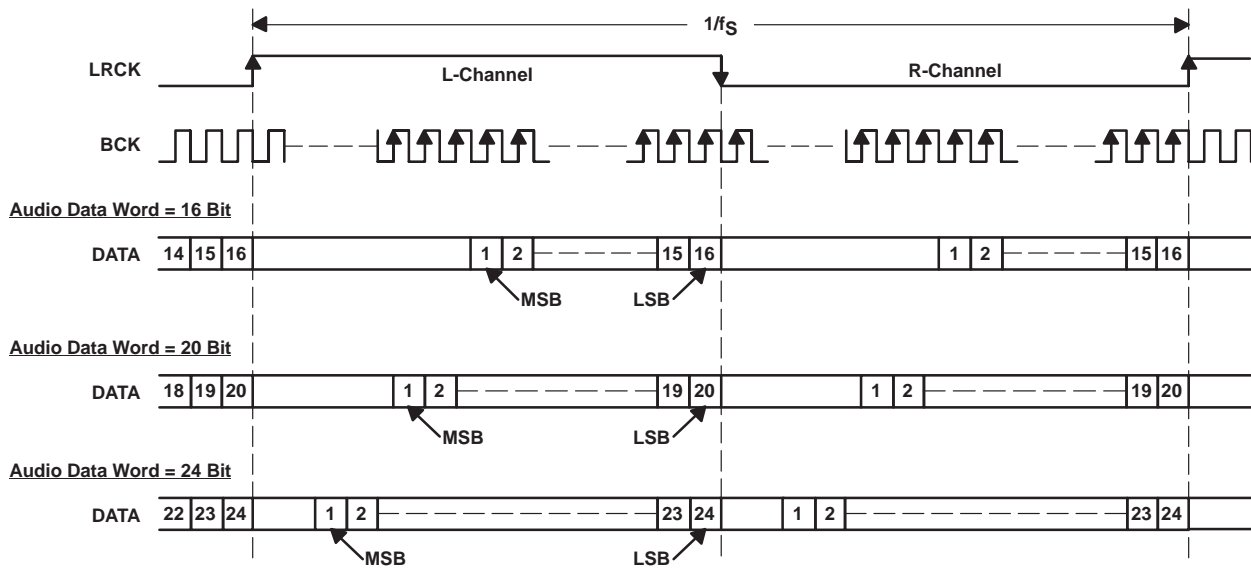 1/fS
LRCK
L-Channel
R-Channel
BCK
Audio Data Word = 16 Bit
DATA 14 15 16 1 2 15 16 1 2 15 16
MSB LSB
Audio Data Word = 20 Bit
DATA 18 19 20 1 2 19 20 1 2 19 20
MSB LSB
Audio Data Word = 24 Bit
DATA 22 23 24 1 2 23 24 1 2 23 24
MSB LSB